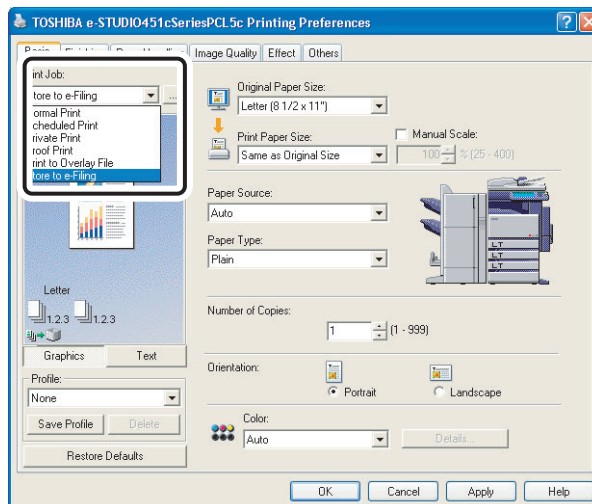 TOSHIBA e-STUDIO451cSeriesPCL5c Printing Preferences
Image Quality
Effect
Others
int Job:
tore to e-Filing
...
ormal Print
cheduled Print
rivate Print
roof Print
rint to Overlay File
tore to e-Filing
Letter
1.2.3 1.2.3
Graphics
Text
Profile:
None
Save Profile
Delete
Restore Defaults
Original Paper Size:
Letter (8 1/2 x 11")
Print Paper Size:
Same as Original Size
Manual Scale:
100 % (25 - 400)
Paper Source:
Auto
Paper Type:
Plain
LT
LT
LT
Number of Copies:
1 (1 - 999)
Orientation:
Portrait
Landscape
Color:
Auto
Details...
OK
Cancel
Apply
Help